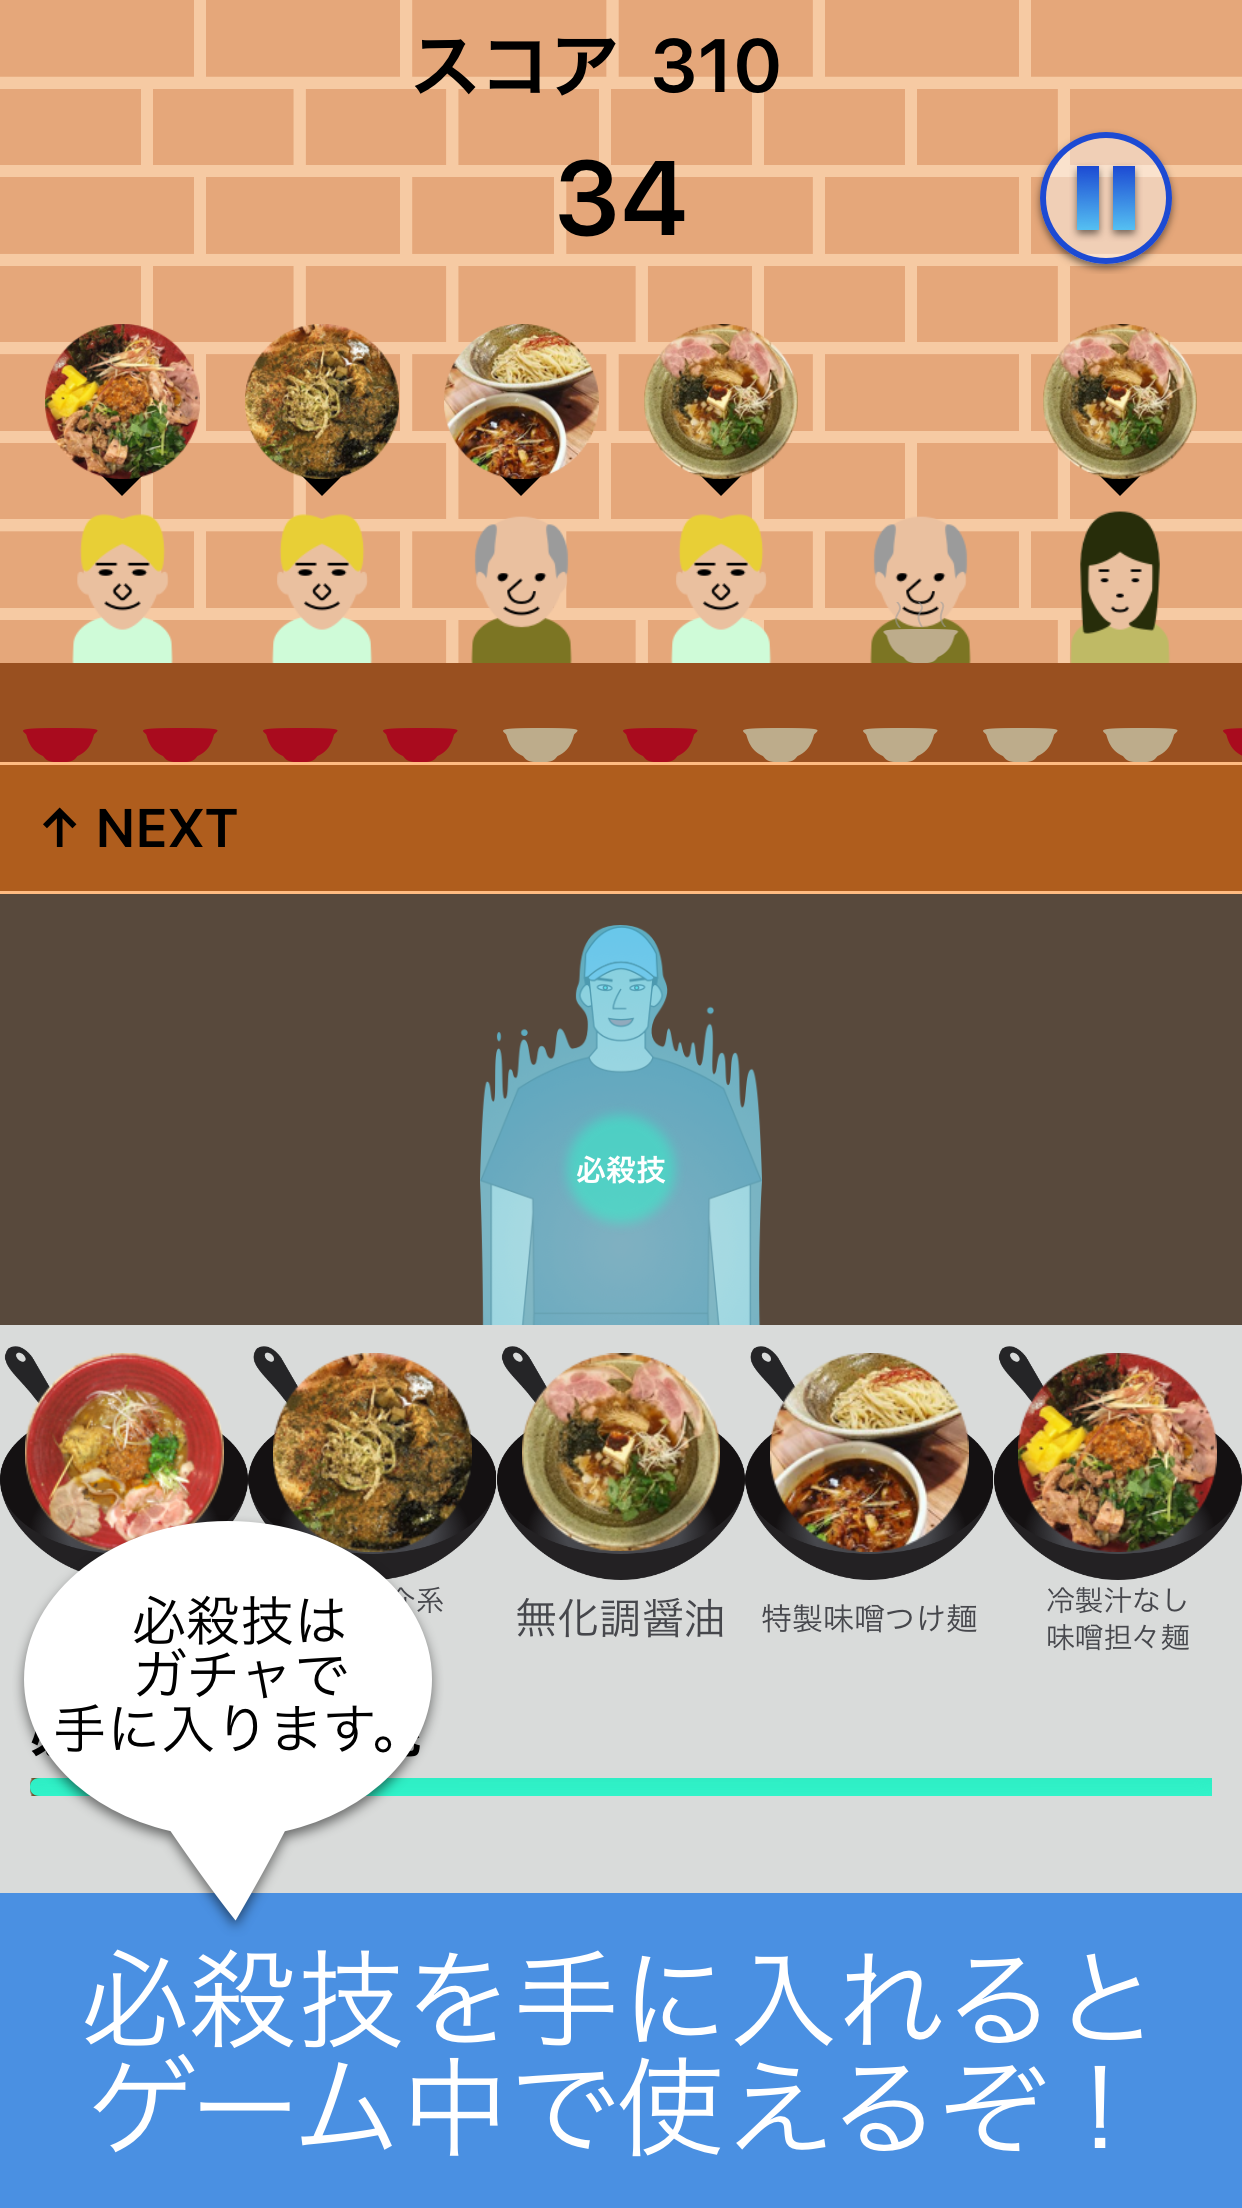 スコア 310
34
↑ NEXT
必殺技
介系
無化調醤油
特製味噌つけ麺
冷製汁なし
味噌担々麺
必殺技は
ガチャで
手に入ります。
必殺技を手に入れると
ゲーム中で使えるぞ！